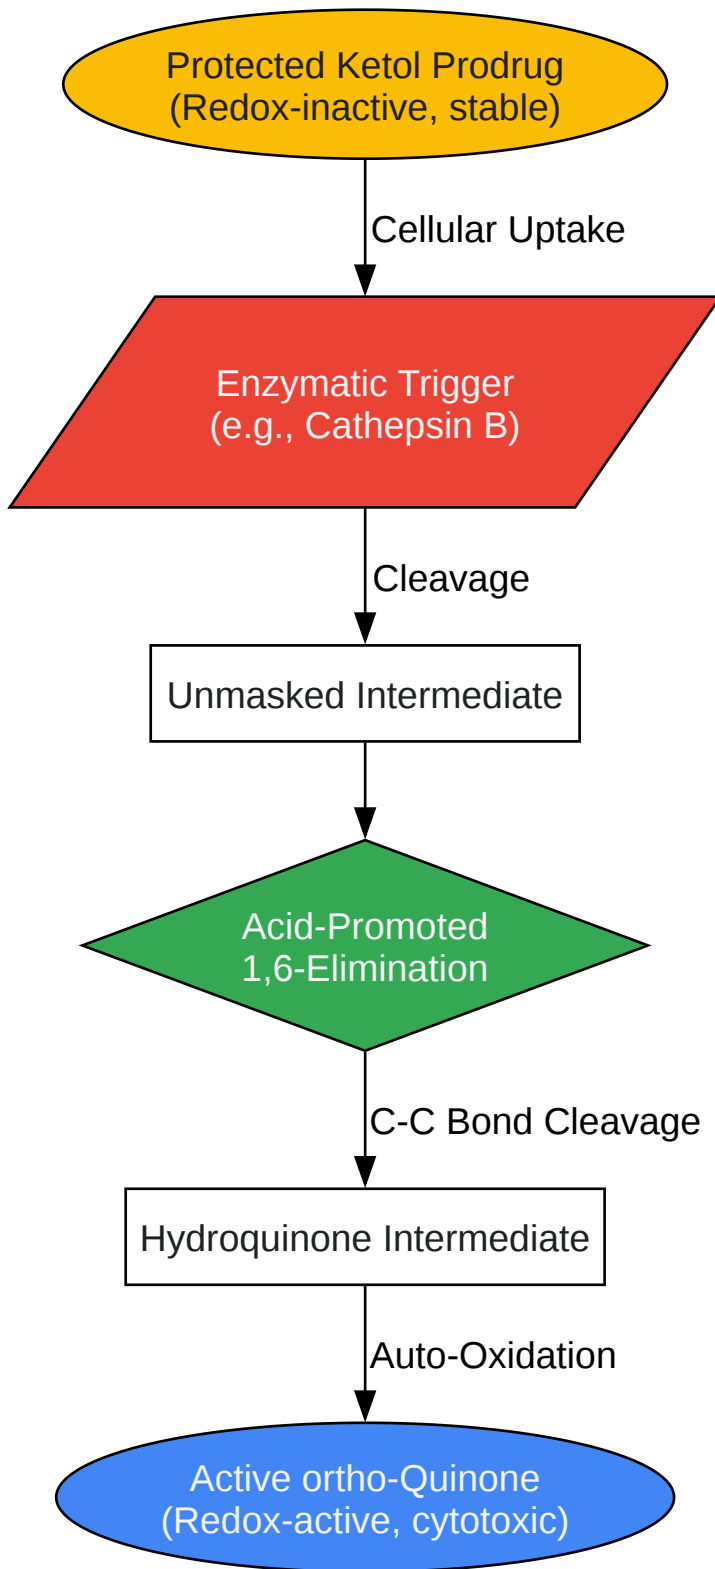 Protected Ketol Prodrug
(Redox-inactive, stable)
Cellular Uptake
Enzymatic Trigger
(e.g., Cathepsin B)
Cleavage
Unmasked Intermediate
Acid-Promoted
1,6-Elimination
C-C Bond Cleavage
Hydroquinone Intermediate
Auto-Oxidation
Active ortho-Quinone
(Redox-active, cytotoxic)